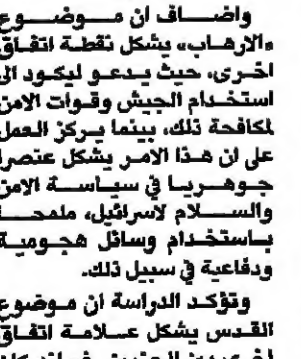 واضاف ان موضوع
«الارهاب» يشكل نقطة اتفاق
اخرى، حيث يدعو ليكود الى
استخدام الجيش وقوات الامن
لمكافحة ذلك، بينما يركز العمل
على ان هذا الامر يشكل عنصرا
جوهريا في سياسة الامن
والسلام لاسرائيل، ملمحا
باستخدام وسائل هجومية
ودفاعية في سبيل ذلك.
وتؤكد الدراسة ان موضوع
القدس يشكل علامة اتفاق